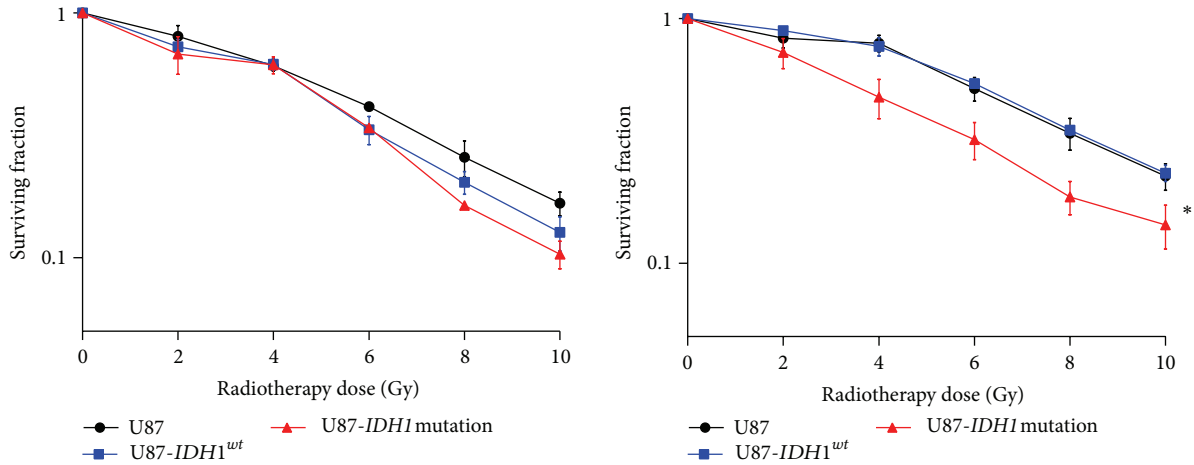 1
Surviving fraction
0.1
0 2 4 6 8 10
Radiotherapy dose (Gy)
U87
U87-IDH1 mutation
U87-IDH1wt
1
Surviving fraction
0.1
*
0 2 4 6 8 10
Radiotherapy dose (Gy)
U87
U87-IDH1 mutation
U87-IDH1wt